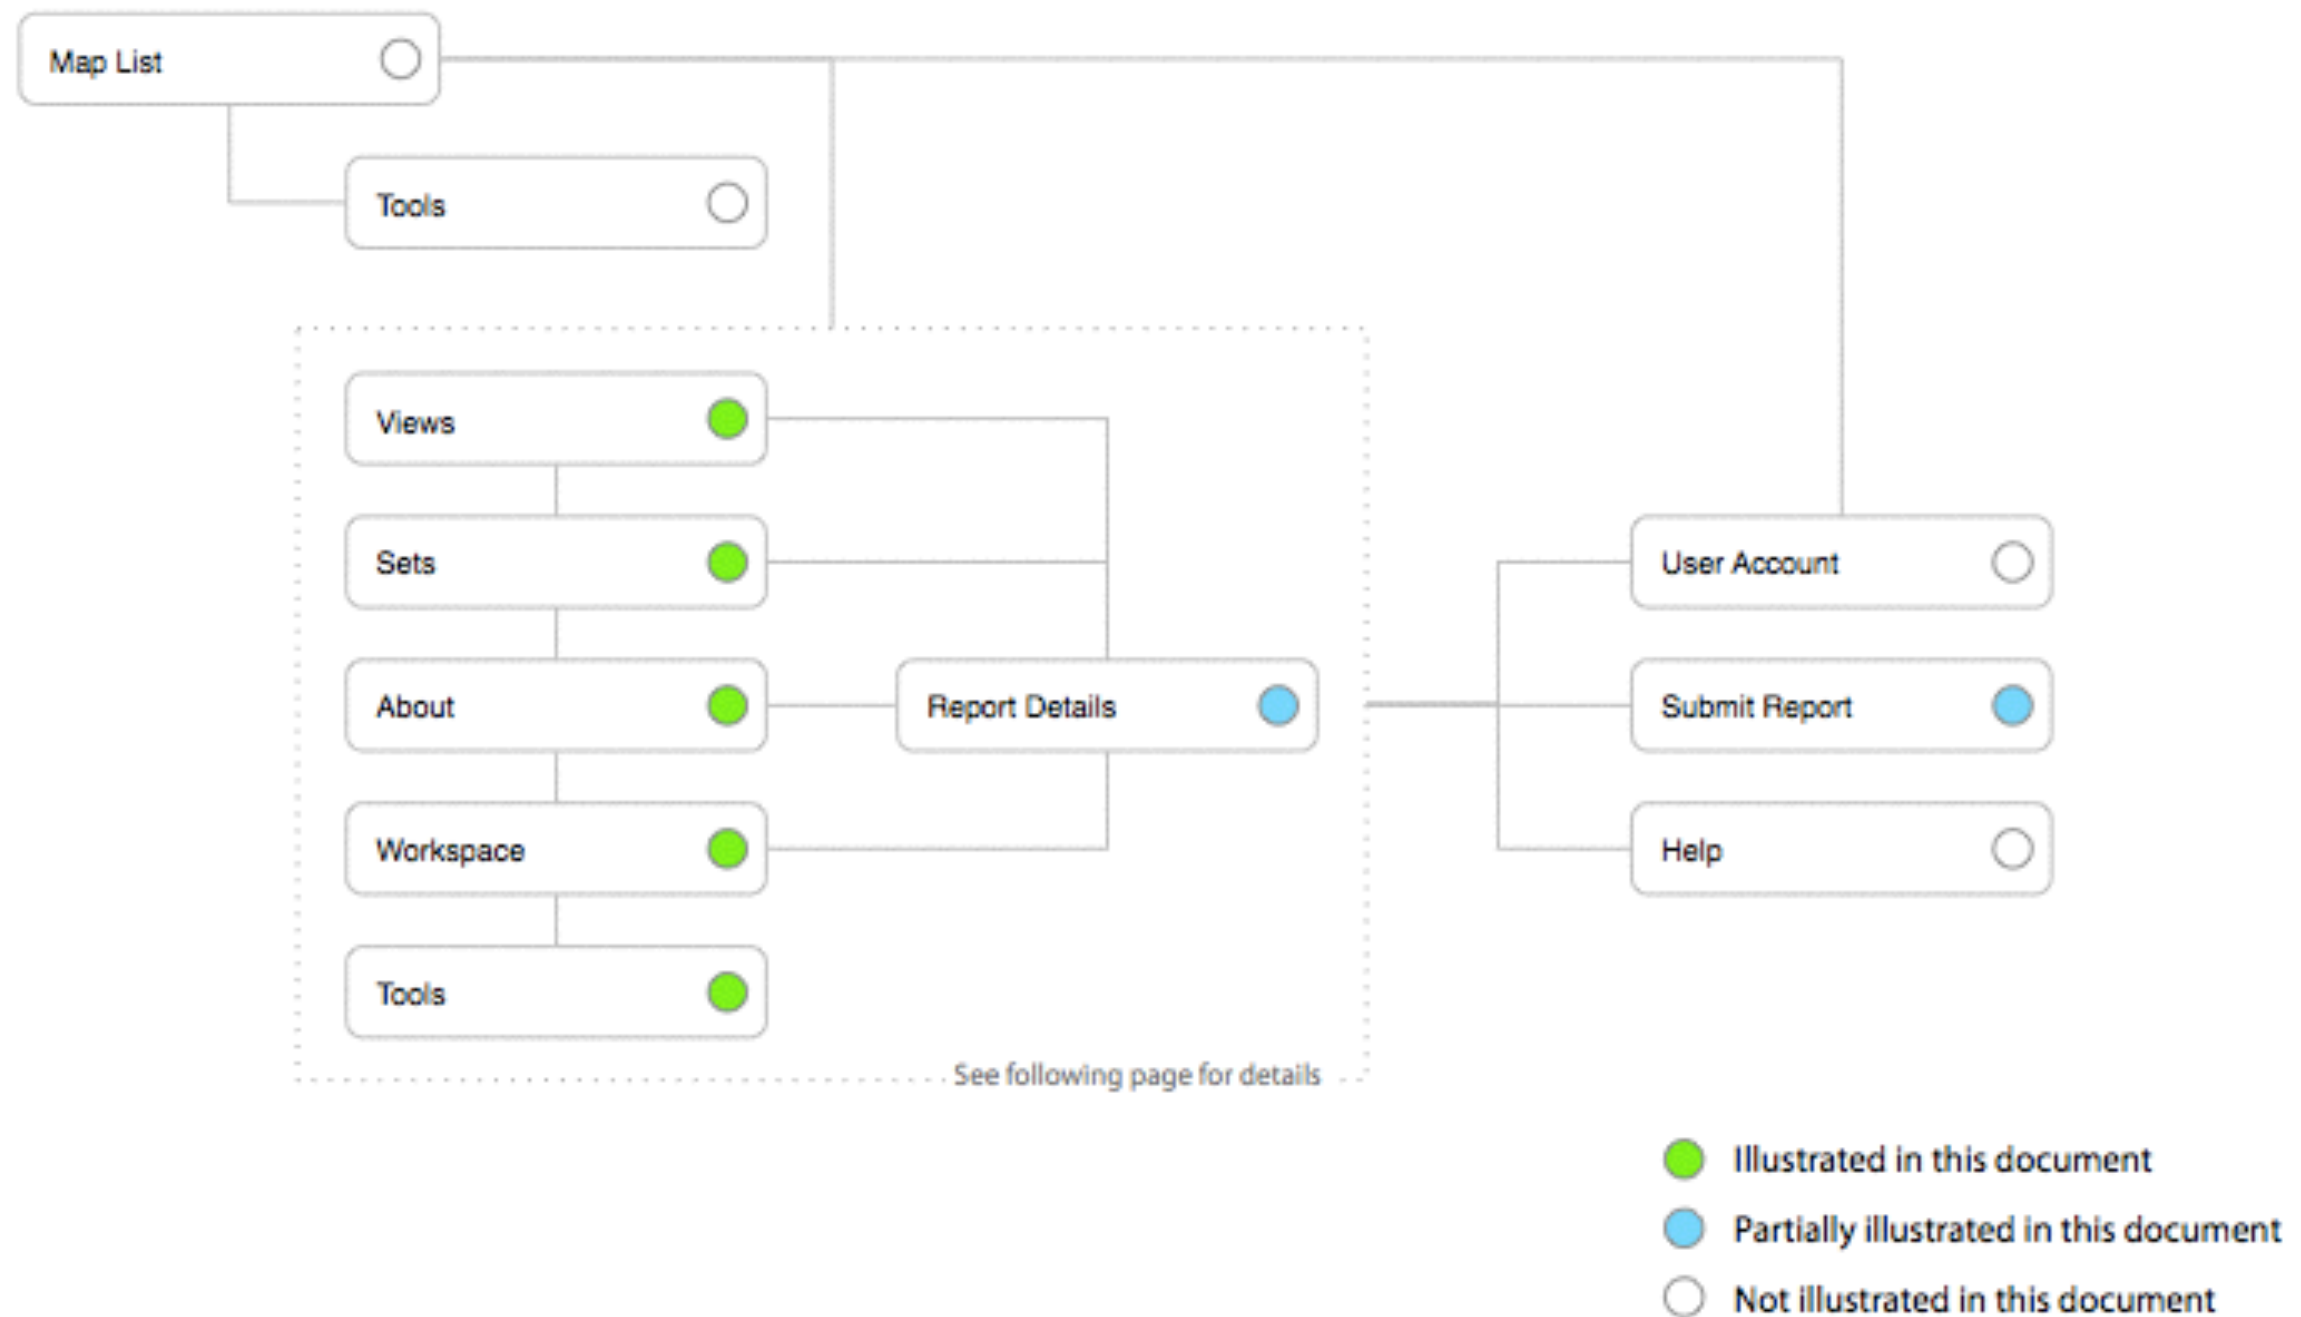 Map List
Tools
Views
Sets
About
Workspace
Tools
Report Details
User Account
Submit Report
Help
See following page for details
Illustrated in this document
Partially illustrated in this document
Not illustrated in this document